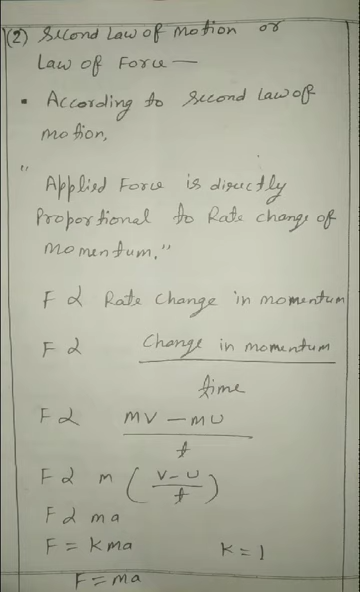 (2) Second Law of Motion or
Law of Force —
• According to Second Law of
motion,
"Applied Force is directly
Proportional to Rate change of
momentum."
F α Rate Change in momentum
F α Change in momentum
time
F α MV - MU
t
F α m (V-U
t)
F α ma
F = Kma K = 1
F = ma